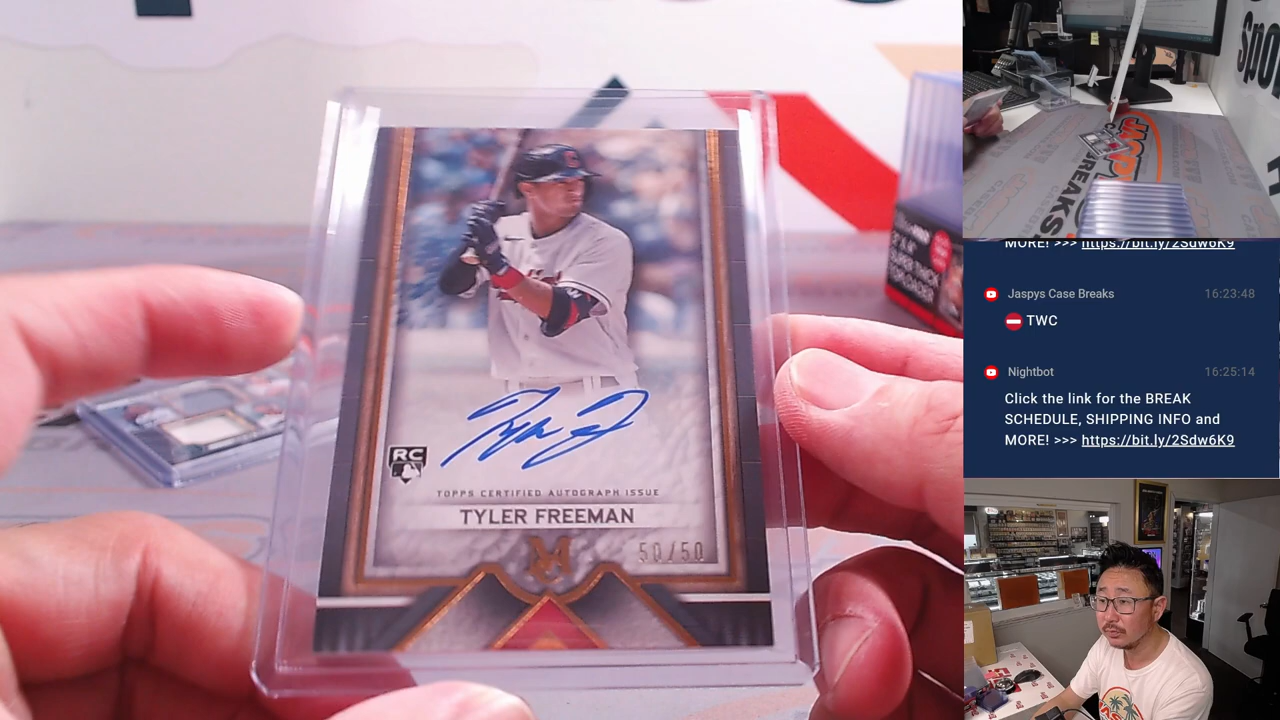 RC
TOPPS CERTIFIED AUTOGRAPH ISSUE
TYLER FREEMAN
50/50
MORE! >>> https://bit.ly/2Sdw6K9
Jaspys Case Breaks 16:23:48
TWC
Nightbot 16:25:14
Click the link for the BREAK
SCHEDULE, SHIPPING INFO and
MORE! >>> https://bit.ly/2Sdw6K9
BREAKS